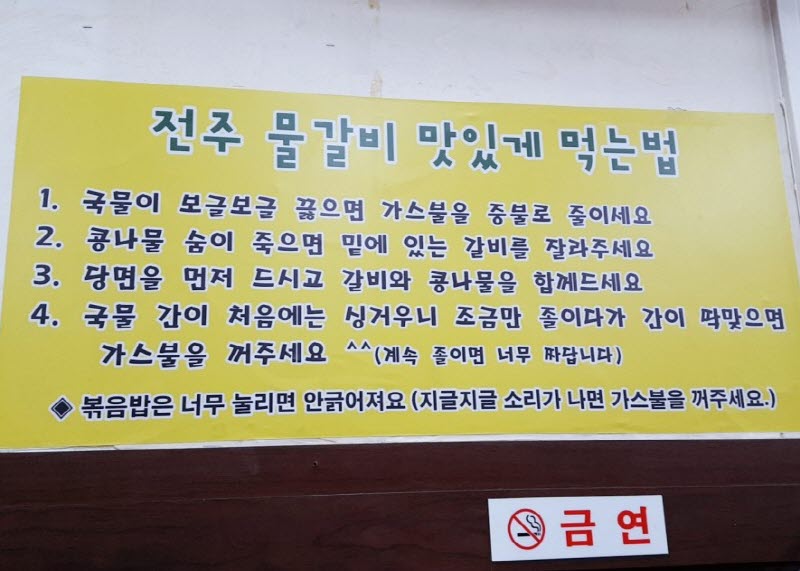 전주 물갈비 맛있게 먹는법
1. 국물이 보글보글 끓으면 가스불을 중불로 줄이세요
2. 콩나물 숨이 죽으면 밑에 있는 갈비를 잘라주세요
3. 당면을 먼저 드시고 갈비와 콩나물을 함께드세요
4. 국물 간이 처음에는 싱거우니 조금만 졸이다가 간이 딱맞으면
가스불을 꺼주세요 ^^(계속 졸이면 너무 짜답니다)
◈ 볶음밥은 너무 눌리면 안긁어져요 (지글지글 소리가 나면 가스불을 꺼주세요.)
금연